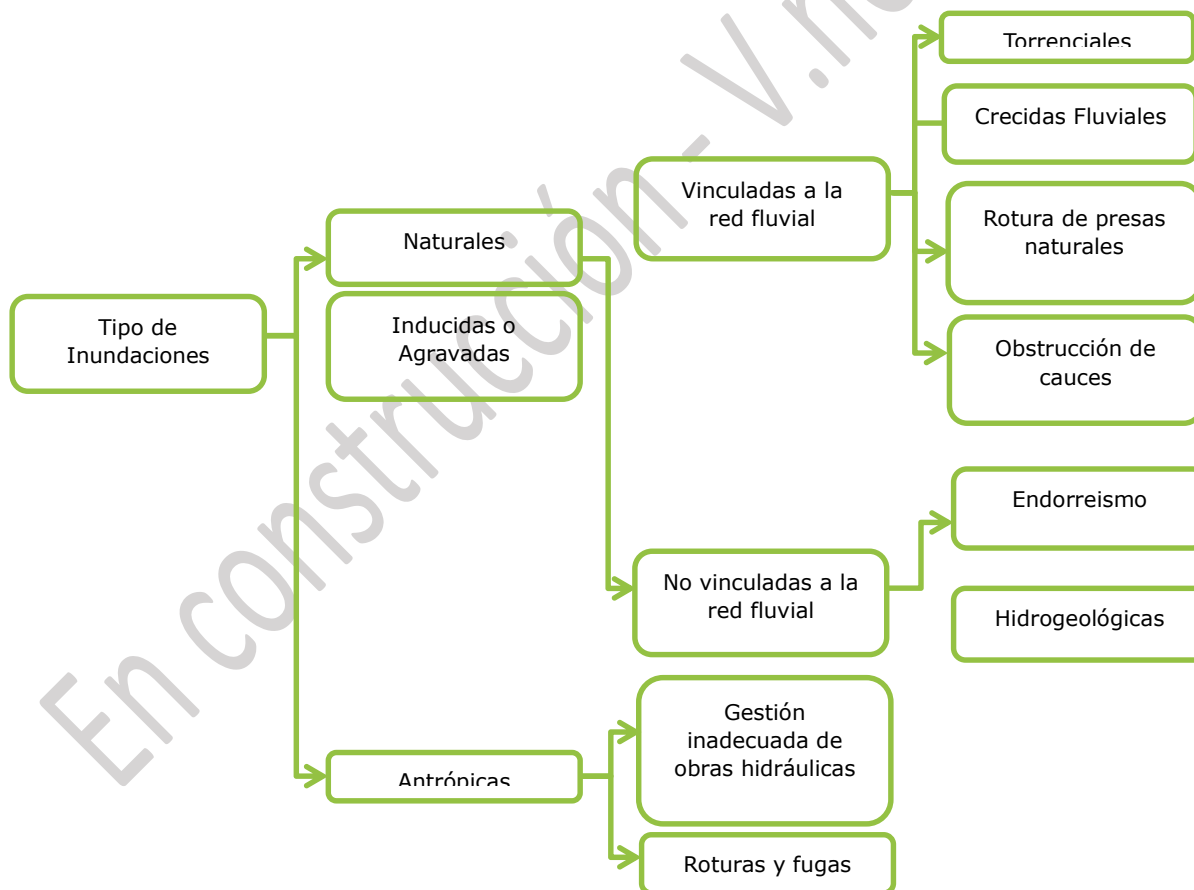 Torrenciales
Crecidas Fluviales
Vinculadas a la
red fluvial
Rotura de presas
naturales
Naturales
Tipo de
Inundaciones
Inducidas o
Agravadas
Obstrucción de
cauces
Endorreismo
No vinculadas a la
red fluvial
Hidrogeológicas
Gestión
inadecuada de
obras hidráulicas
Antrónicas
Roturas y fugas
En construcción - V.